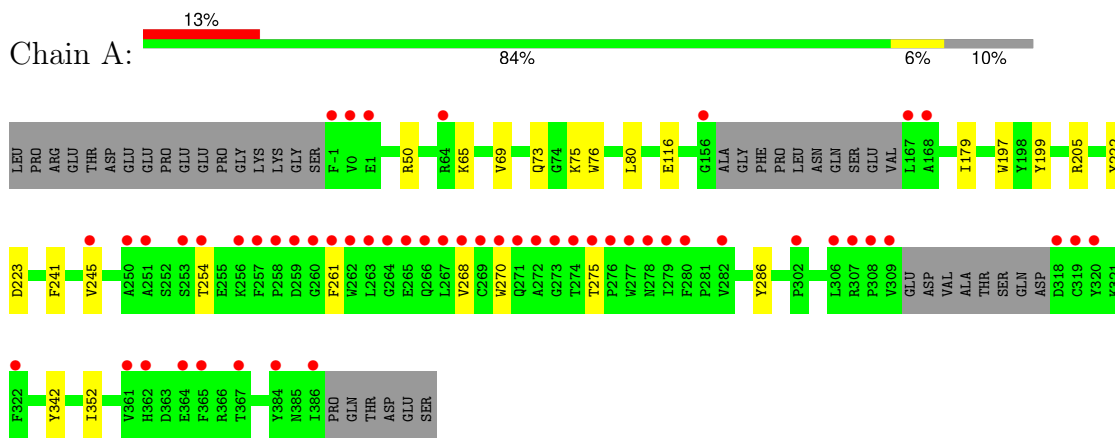 13%
Chain A:
84% 6% 10%
LEU PRO ARG GLU THR ASP GLU GLU PRO GLU GLU GLU PRO GLY LYS LYS GLY SER F-1 V0 E1 R50 R64 K65 V69 Q73 G74 K75 W76 L80 E116 G156 ALA GLY PHE PRO LEU ASN GLN SER GLU VAL L167 A168 I179 W197 Y198 Y199 R205
D223 F241 V245 A250 A251 S252 S253 T254 E255 K256 F257 P258 D259 G260 F261 W262 L263 G264 E265 Q266 L267 V268 C269 W270 Q271 A272 G273 T274 T275 P276 W277 N278 I279 F280 P281 V282 Y286 P302 L306 R307 P308 V309 GLU ASP VAL ALA THR SER GLN ASP D318 C319 Y320 K321
F322 Y342 I352 V361 H362 D363 E364 F365 R366 T367 Y384 N385 I386 PRO GLN THR ASP GLU SER